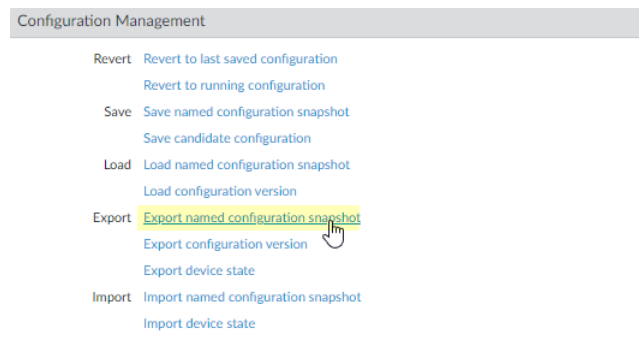 Configuration Management
Revert Revert to last saved configuration
Revert to running configuration
Save Save named configuration snapshot
Save candidate configuration
Load Load named configuration snapshot
Load configuration version
Export Export named configuration snapshot
Export configuration version
Export device state
Import Import named configuration snapshot
Import device state